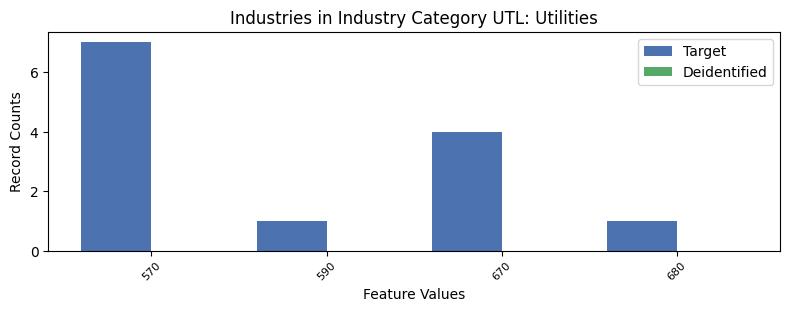 Industries in Industry Category UTL: Utilities
Target
Deidentified
Record Counts
6
4
2
0
570
590
670
680
Feature Values